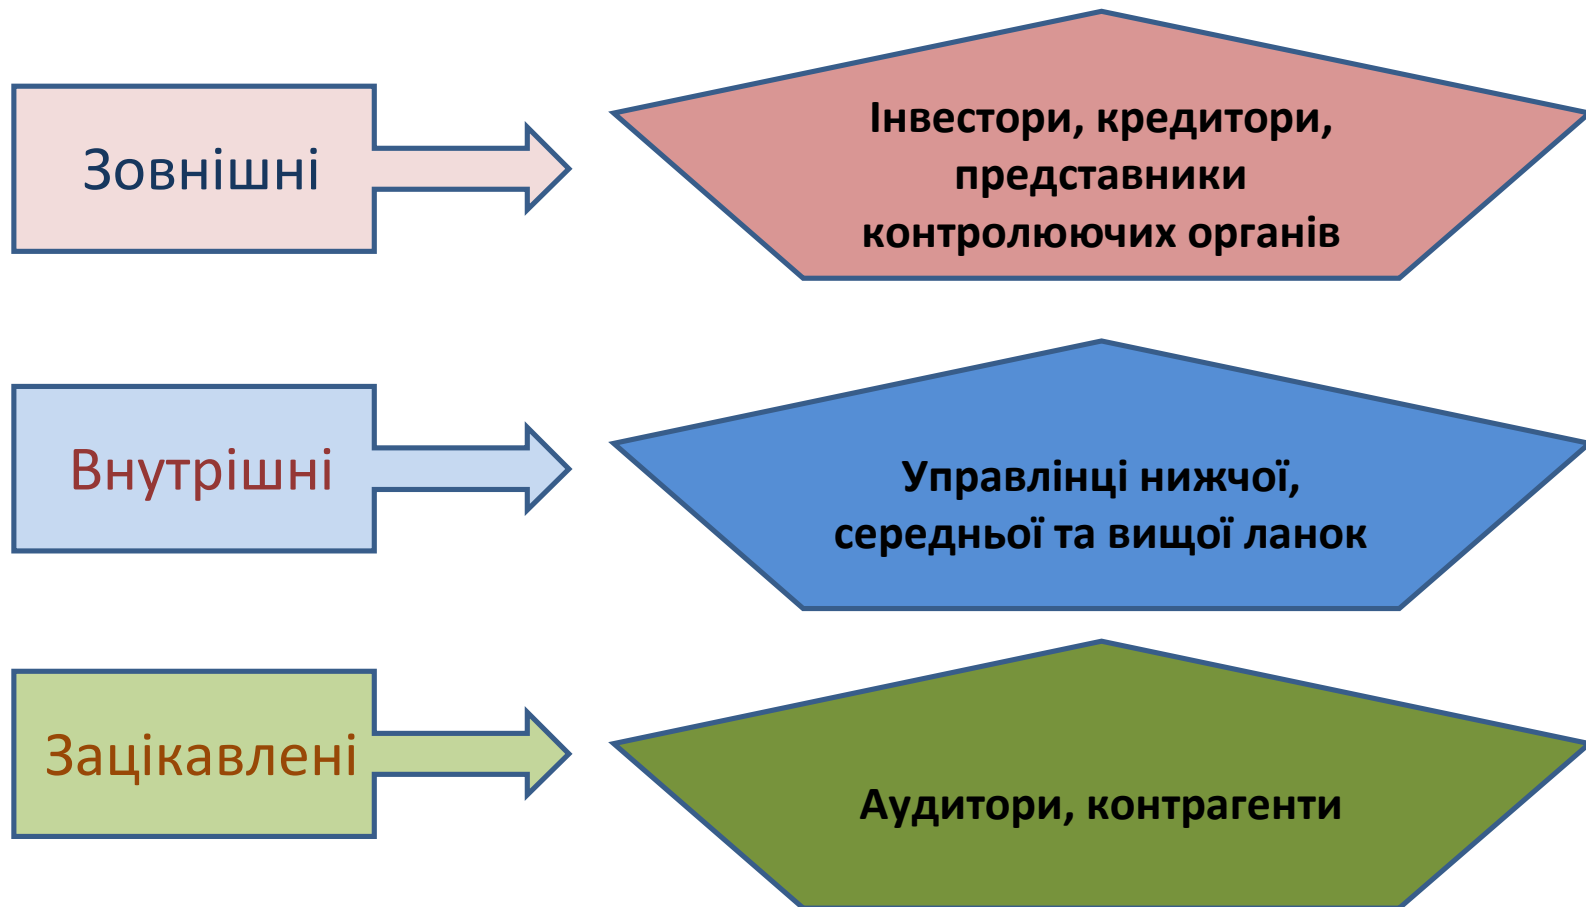 Зовнішні
Інвестори, кредитори,
представники
контролюючих органів
Внутрішні
Управлінці нижчої,
середньої та вищої ланок
Зацікавлені
Аудитори, контрагенти